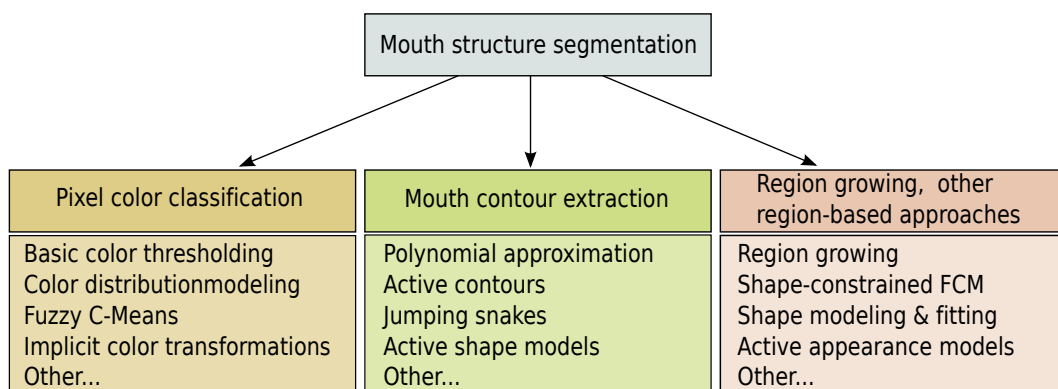 Mouth structure segmentation
Pixel color classification
Basic color thresholding
Color distributionmodeling
Fuzzy C-Means
Implicit color transformations
Other...
Mouth contour extraction
Polynomial approximation
Active contours
Jumping snakes
Active shape models
Other...
Region growing, other
region-based approaches
Region growing
Shape-constrained FCM
Shape modeling & fitting
Active appearance models
Other...